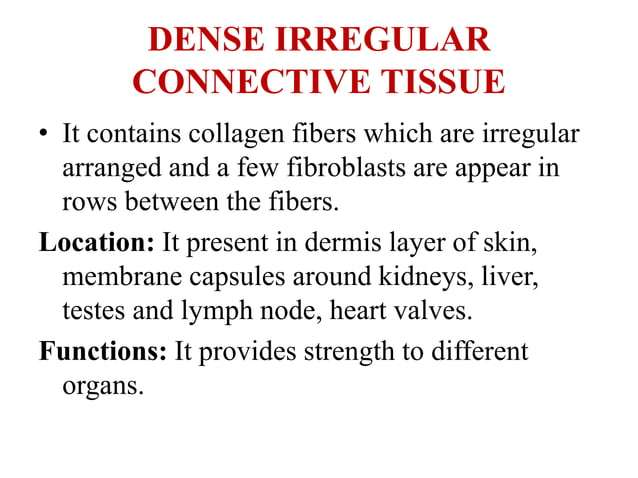 DENSE IRREGULAR
CONNECTIVE TISSUE
• It contains collagen fibers which are irregular
arranged and a few fibroblasts are appear in
rows between the fibers.
Location: It present in dermis layer of skin,
membrane capsules around kidneys, liver,
testes and lymph node, heart valves.
Functions: It provides strength to different
organs.